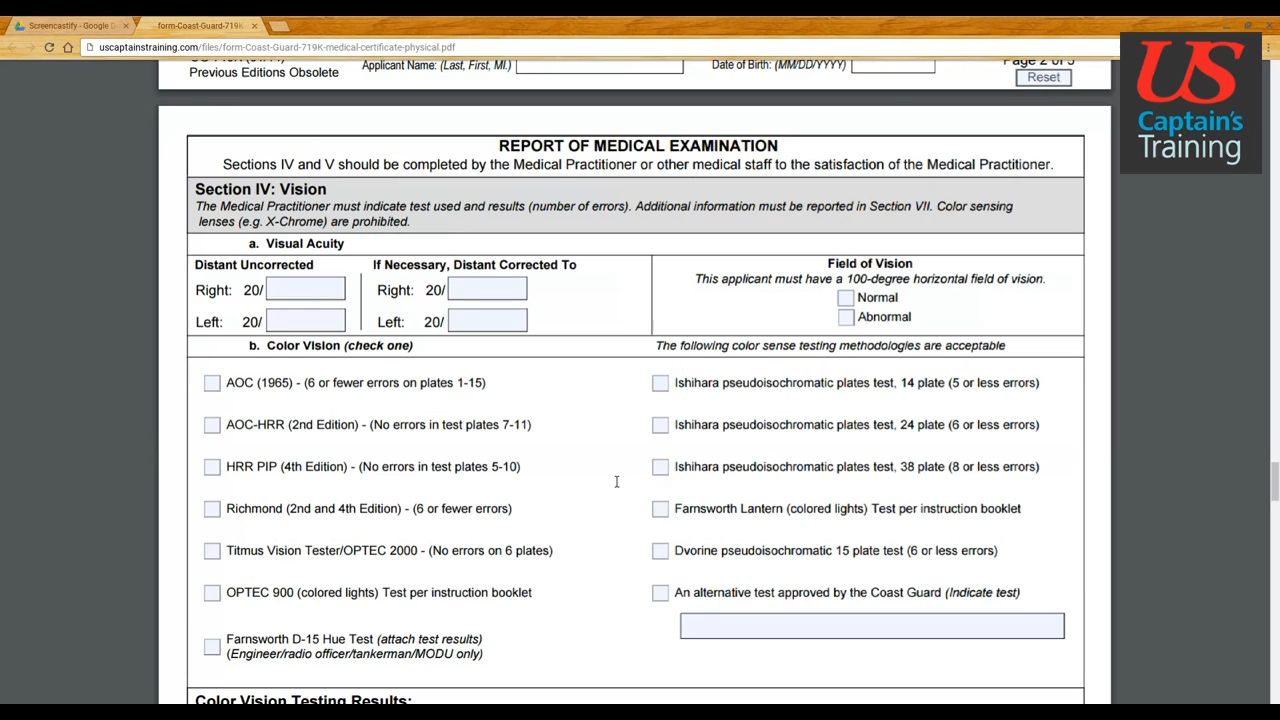 Screencastify - Google D
form-Coast-Guard-719K
uscaptainstraining.com/files/form-Coast-Guard-719K-medical-certificate-physical.pdf
Previous Editions Obsolete
Applicant Name: (Last, First, MI.)
Date of Birth: (MM/DD/YYYY)
Page 2 of
Reset
US
Captain's
Training
REPORT OF MEDICAL EXAMINATION
Sections IV and V should be completed by the Medical Practitioner or other medical staff to the satisfaction of the Medical Practitioner.
Section IV: Vision
The Medical Practitioner must indicate test used and results (number of errors). Additional information must be reported in Section VII. Color sensing
lenses (e.g. X-Chrome) are prohibited.
a. Visual Acuity
Distant Uncorrected
Right: 20/
Left: 20/
If Necessary, Distant Corrected To
Right: 20/
Left: 20/
Field of Vision
This applicant must have a 100-degree horizontal field of vision.
Normal
Abnormal
b. Color Vision (check one)
The following color sense testing methodologies are acceptable
AOC (1965) - (6 or fewer errors on plates 1-15)
Ishihara pseudoisochromatic plates test, 14 plate (5 or less errors)
AOC-HRR (2nd Edition) - (No errors in test plates 7-11)
Ishihara pseudoisochromatic plates test, 24 plate (6 or less errors)
HRR PIP (4th Edition) - (No errors in test plates 5-10)
Ishihara pseudoisochromatic plates test, 38 plate (8 or less errors)
Richmond (2nd and 4th Edition) - (6 or fewer errors)
Farnsworth Lantern (colored lights) Test per instruction booklet
Titmus Vision Tester/OPTEC 2000 - (No errors on 6 plates)
Dvorine pseudoisochromatic 15 plate test (6 or less errors)
OPTEC 900 (colored lights) Test per instruction booklet
An alternative test approved by the Coast Guard (Indicate test)
Farnsworth D-15 Hue Test (attach test results)
(Engineer/radio officer/tankerman/MODU only)
Color Vision Testing Results: